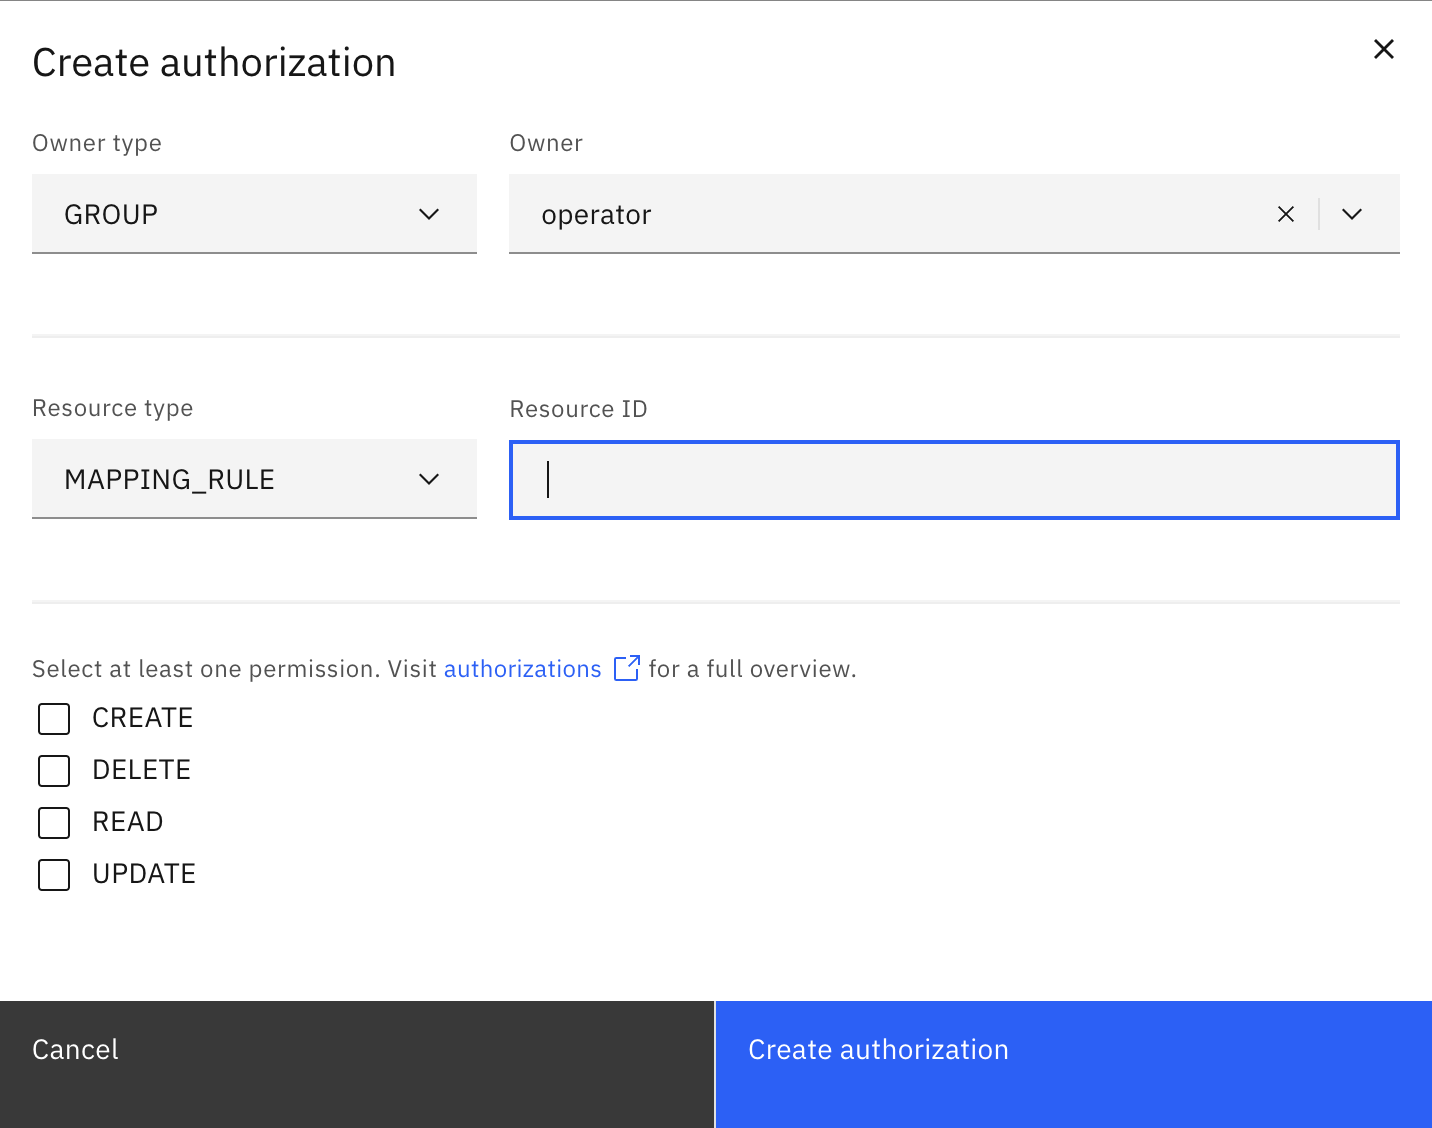 Create authorization
Owner type
Owner
GROUP
operator
Resource type
Resource ID
MAPPING_RULE
Select at least one permission. Visit authorizations for a full overview.
CREATE
DELETE
READ
UPDATE
Cancel
Create authorization